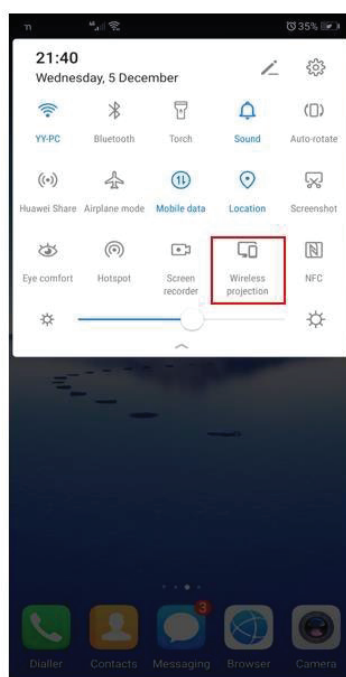 35%
21:40
Wednesday, 5 December
YY-PC
Bluetooth
Torch
Sound
Auto-rotate
Huawei Share
Airplane mode
Mobile data
Location
Screenshot
Eye comfort
Hotspot
Screen
recorder
Wireless
projection
NFC
3
Dialler
Contacts
Messaging
Browser
Camera